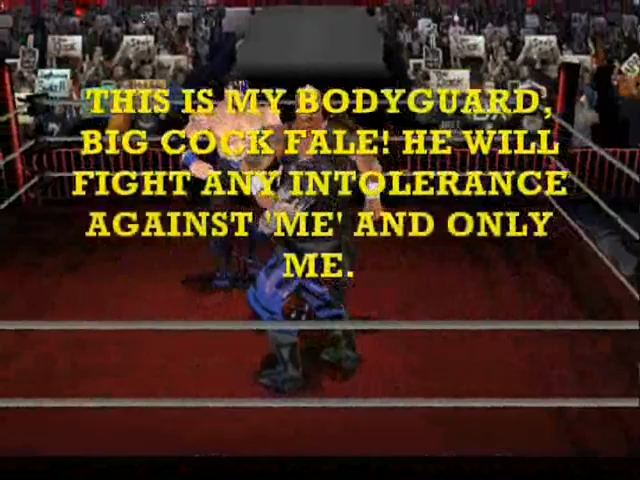 THIS IS MY BODYGUARD,
BIG COCK FALE! HE WILL
FIGHT ANY INTOLERANCE
AGAINST 'ME' AND ONLY
ME.